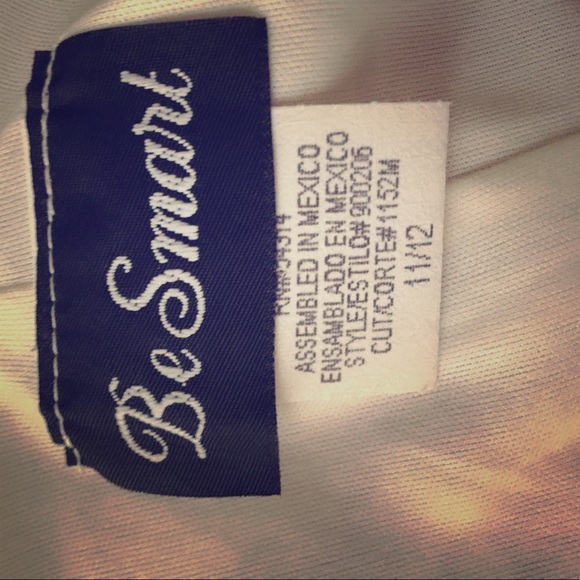 Be Smart
ASSEMBLED IN MEXICO
ENSAMBLADO EN MEXICO
STYLE/ESTILO# 900206
CUT/CORTE# 1152M
11/12